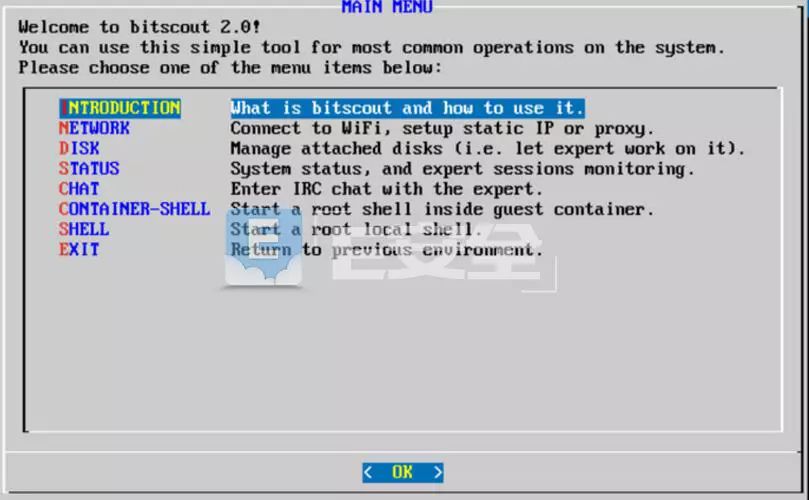 MAIN MENU
Welcome to bitscout 2.0!
You can use this simple tool for most common operations on the system.
Please choose one of the menu items below:
INTRODUCTION What is bitscout and how to use it.
NETWORK Connect to WiFi, setup static IP or proxy.
DISK Manage attached disks (i.e. let expert work on it).
STATUS System status, and expert sessions monitoring.
CHAT Enter IRC chat with the expert.
CONTAINER-SHELL Start a root shell inside guest container.
SHELL Start a root local shell.
EXIT Return to previous environment.
E E安全
< OK >